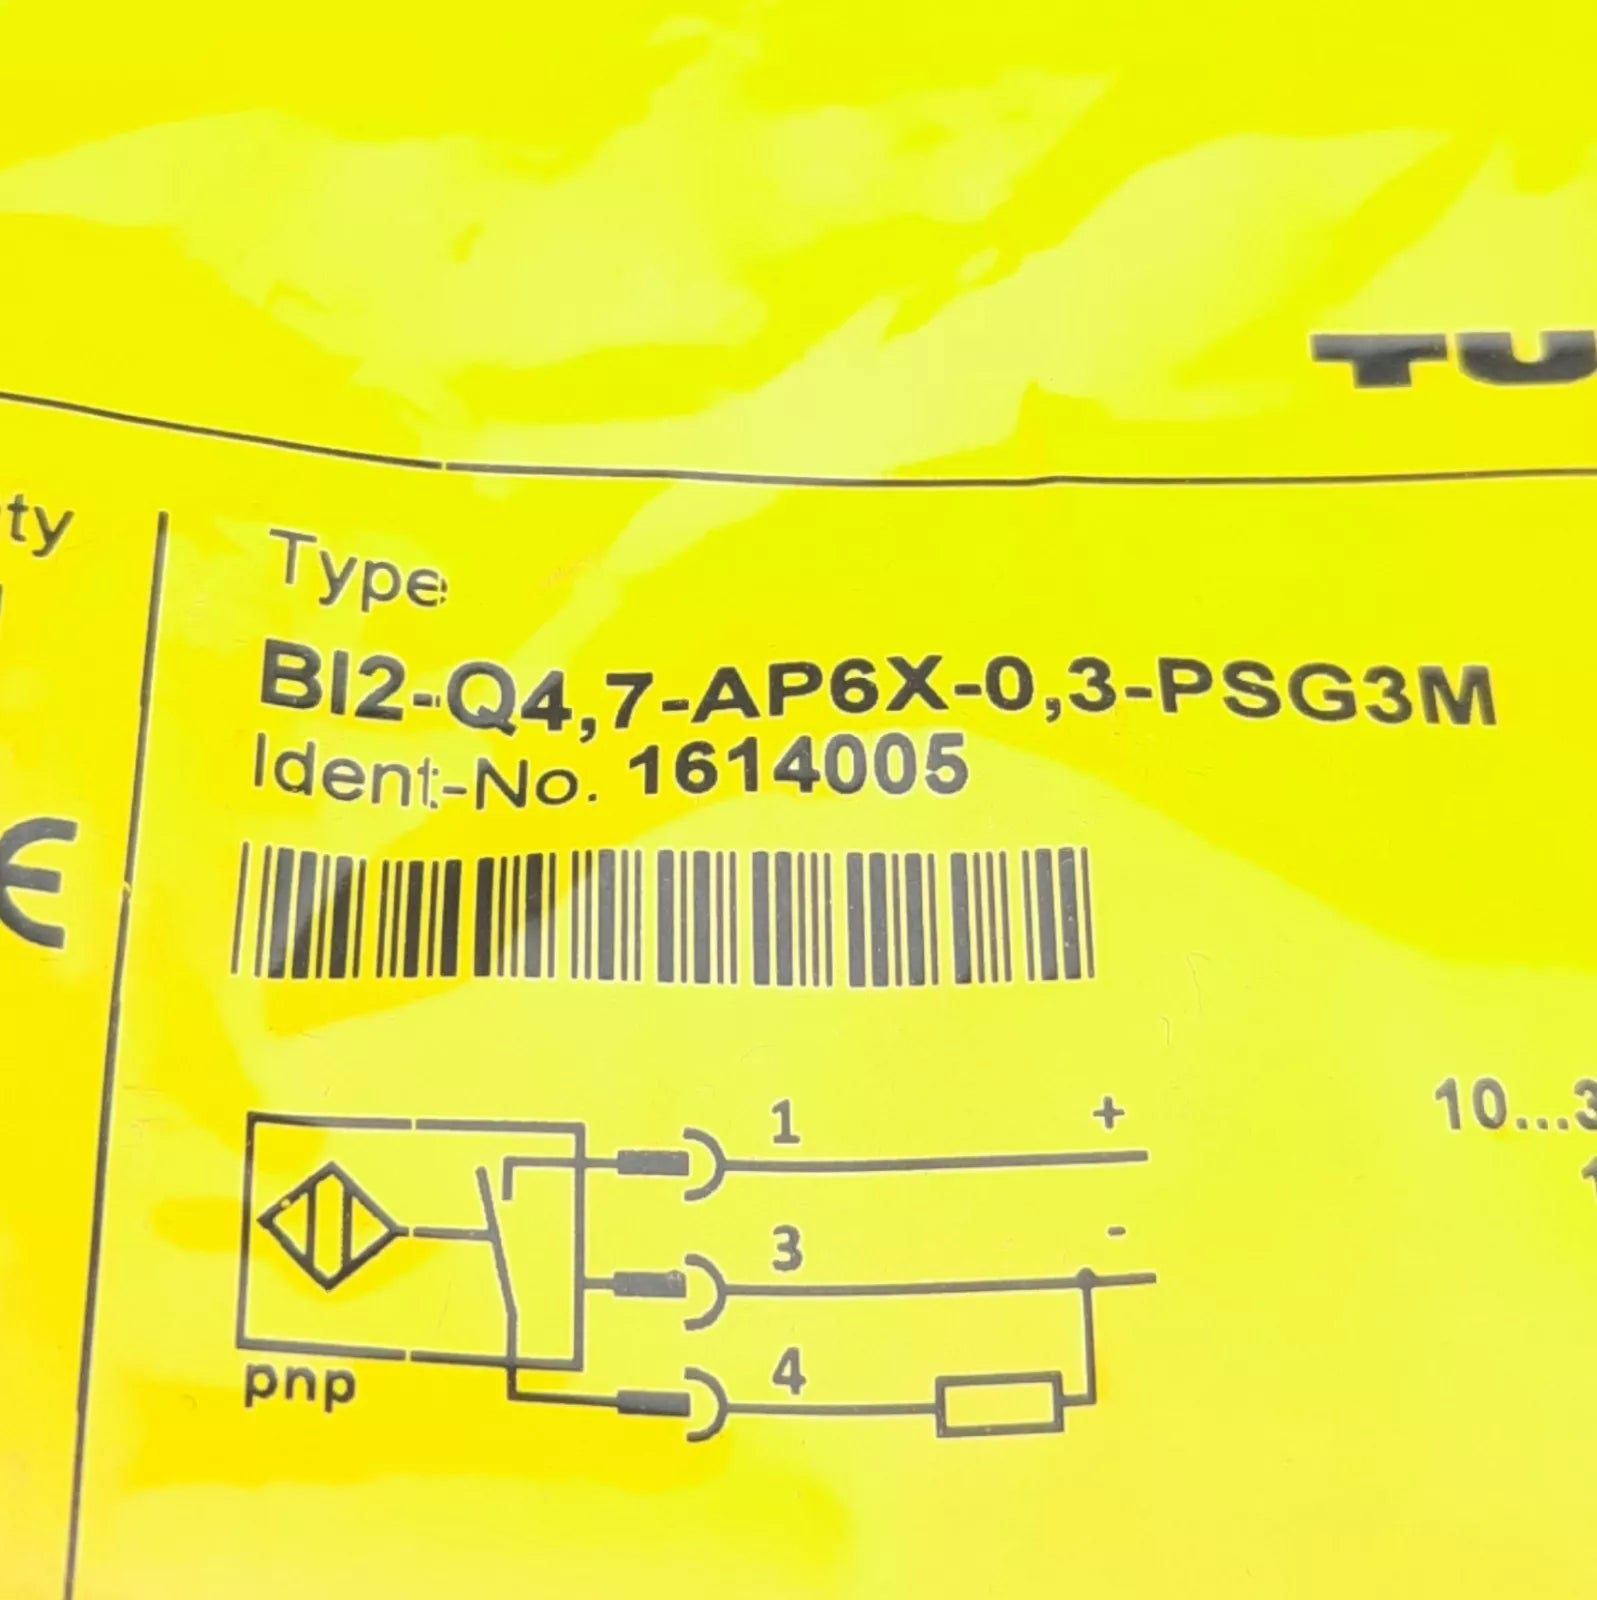 TU
ty
Type
BI2-Q4,7-AP6X-0,3-PSG3M
Ident.-No. 1614005
CE
1 +
10...3
3 -
4
pnp